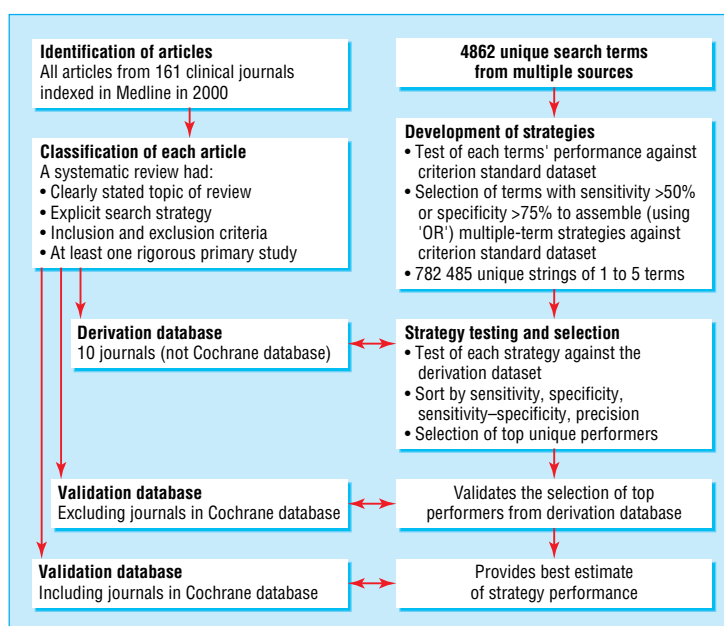 Identification of articles
All articles from 161 clinical journals
indexed in Medline in 2000
Classification of each article
A systematic review had:
• Clearly stated topic of review
• Explicit search strategy
• Inclusion and exclusion criteria
• At least one rigorous primary study
Derivation database
10 journals (not Cochrane database)
Validation database
Excluding journals in Cochrane database
Validation database
Including journals in Cochrane database
4862 unique search terms
from multiple sources
Development of strategies
• Test of each terms' performance against
criterion standard dataset
• Selection of terms with sensitivity >50%
or specificity >75% to assemble (using
'OR') multiple-term strategies against
criterion standard dataset
• 782 485 unique strings of 1 to 5 terms
Strategy testing and selection
• Test of each strategy against the
derivation dataset
• Sort by sensitivity, specificity,
sensitivity–specificity, precision
• Selection of top unique performers
Validates the selection of top
performers from derivation database
Provides best estimate
of strategy performance